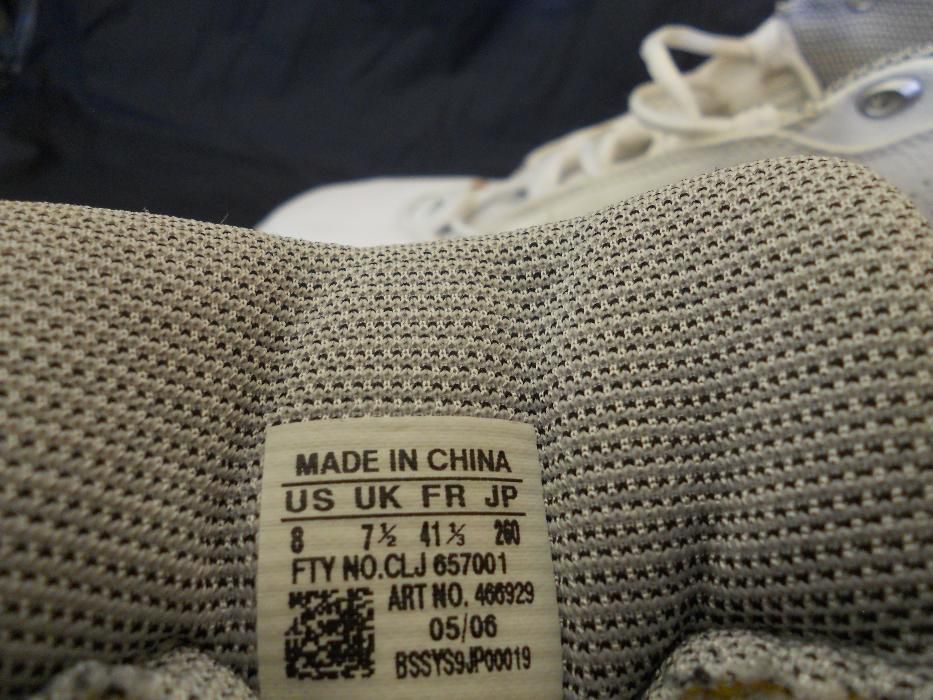 MADE IN CHINA
US UK FR JP
8 7½ 41⅓ 260
FTY NO.CLJ 657001
ART NO. 466929
05/06
BSSYS9JP00019